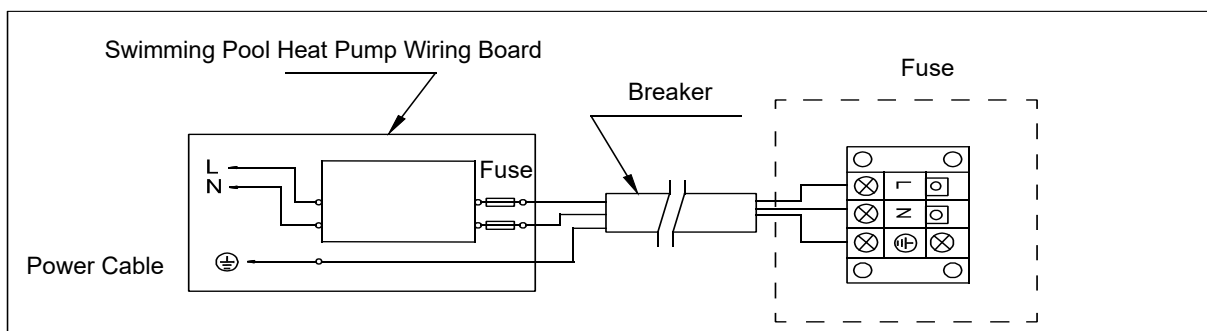 Swimming Pool Heat Pump Wiring Board
Fuse
Breaker
L
N
Fuse
Power Cable
L
N